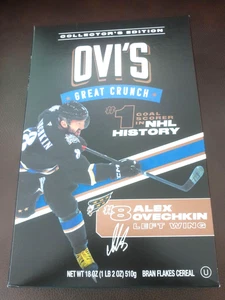 COLLECTOR'S EDITION
OVI'S
GREAT CRUNCH
#1 GOAL
SCORER
IN NHL
HISTORY
#8 ALEX
OVECHKIN
LEFT WING
NET WT 18 OZ (1 LB 2 OZ) 510g BRAN FLAKES CEREAL U